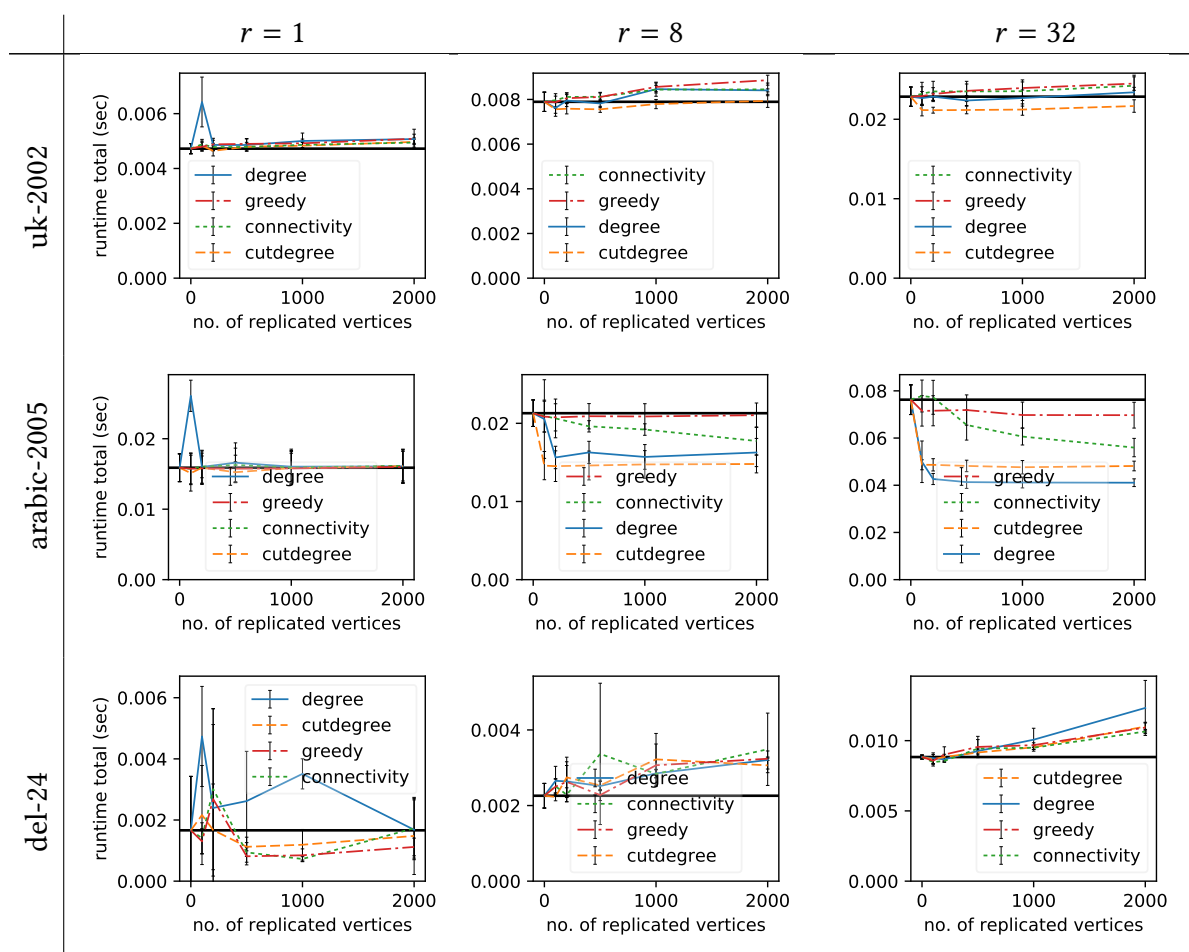 r = 1 r = 8 r = 32
uk-2002
runtime total (sec)
0.006
0.004
0.002
0.000
degree
greedy
connectivity
cutdegree
0 1000 2000
no. of replicated vertices
0.008
0.006
0.004
0.002
0.000
connectivity
greedy
degree
cutdegree
0 1000 2000
no. of replicated vertices
0.02
0.01
0.00
connectivity
greedy
degree
cutdegree
0 1000 2000
no. of replicated vertices
arabic-2005
runtime total (sec)
0.02
0.01
0.00
degree
greedy
connectivity
cutdegree
0 1000 2000
no. of replicated vertices
0.02
0.01
0.00
greedy
connectivity
degree
cutdegree
0 1000 2000
no. of replicated vertices
0.08
0.06
0.04
0.02
0.00
greedy
connectivity
cutdegree
degree
0 1000 2000
no. of replicated vertices
del-24
runtime total (sec)
0.006
0.004
0.002
0.000
degree
cutdegree
greedy
connectivity
0 1000 2000
no. of replicated vertices
0.004
0.002
0.000
degree
connectivity
greedy
cutdegree
0 1000 2000
no. of replicated vertices
0.010
0.005
0.000
cutdegree
degree
greedy
connectivity
0 1000 2000
no. of replicated vertices